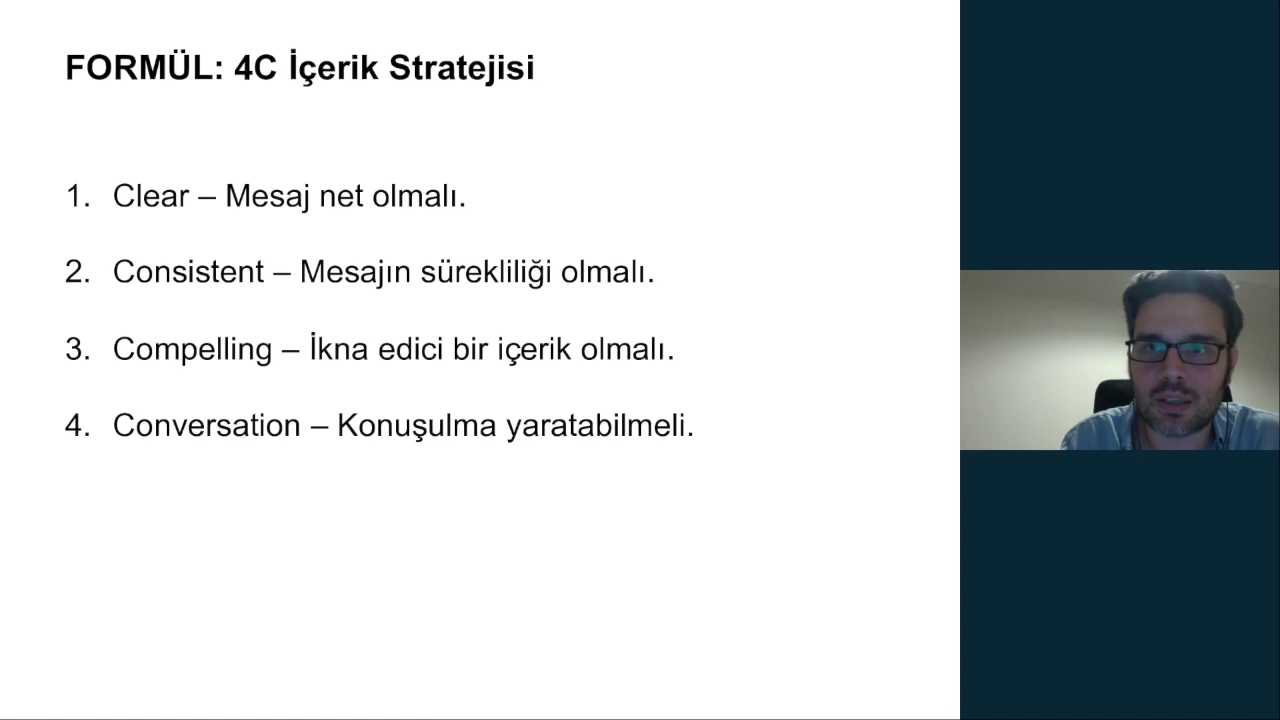 FORMÜL: 4C İçerik Stratejisi
1. Clear – Mesaj net olmalı.
2. Consistent – Mesajın sürekliliği olmalı.
3. Compelling – İkna edici bir içerik olmalı.
4. Conversation – Konuşulma yaratabilmeli.